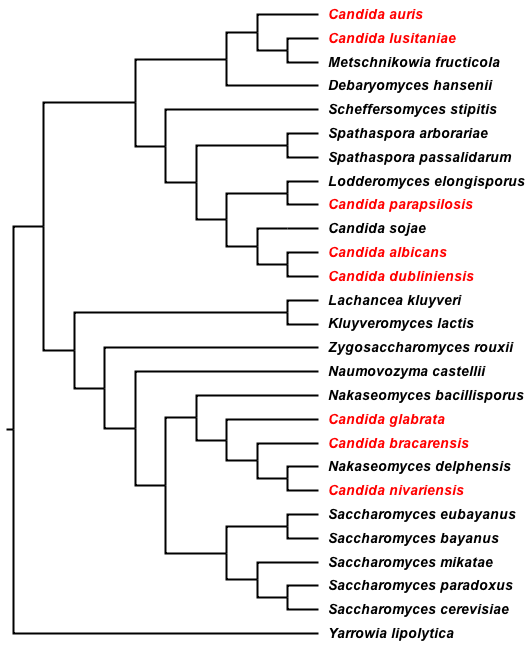 Candida auris
Candida lusitaniae
Metschnikowia fructicola
Debaryomyces hansenii
Scheffersomyces stipitis
Spathaspora arborariae
Spathaspora passalidarum
Lodderomyces elongisporus
Candida parapsilosis
Candida sojae
Candida albicans
Candida dubliniensis
Lachancea kluyveri
Kluyveromyces lactis
Zygosaccharomyces rouxii
Naumovozyma castellii
Nakaseomyces bacillisporus
Candida glabrata
Candida bracarensis
Nakaseomyces delphensis
Candida nivariensis
Saccharomyces eubayanus
Saccharomyces bayanus
Saccharomyces mikatae
Saccharomyces paradoxus
Saccharomyces cerevisiae
Yarrowia lipolytica